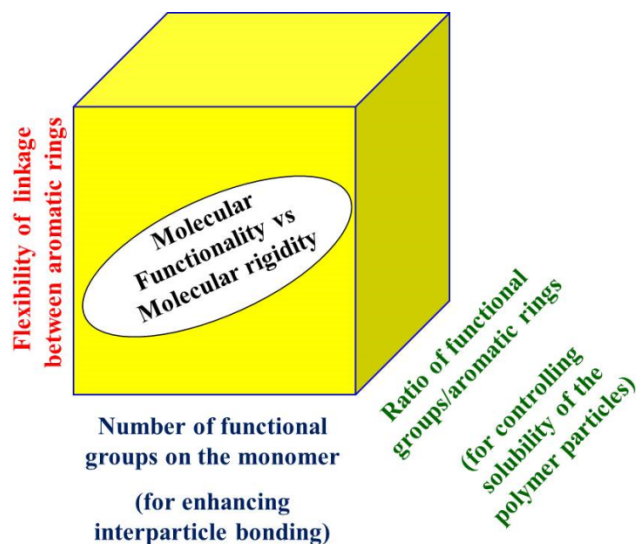 Flexibility of linkage
between aromatic rings
Molecular
Functionality vs
Molecular rigidity
Number of functional
groups on the monomer
(for enhancing
interparticle bonding)
Ratio of functional
groups/aromatic rings
(for controlling
solubility of the
polymer particles)